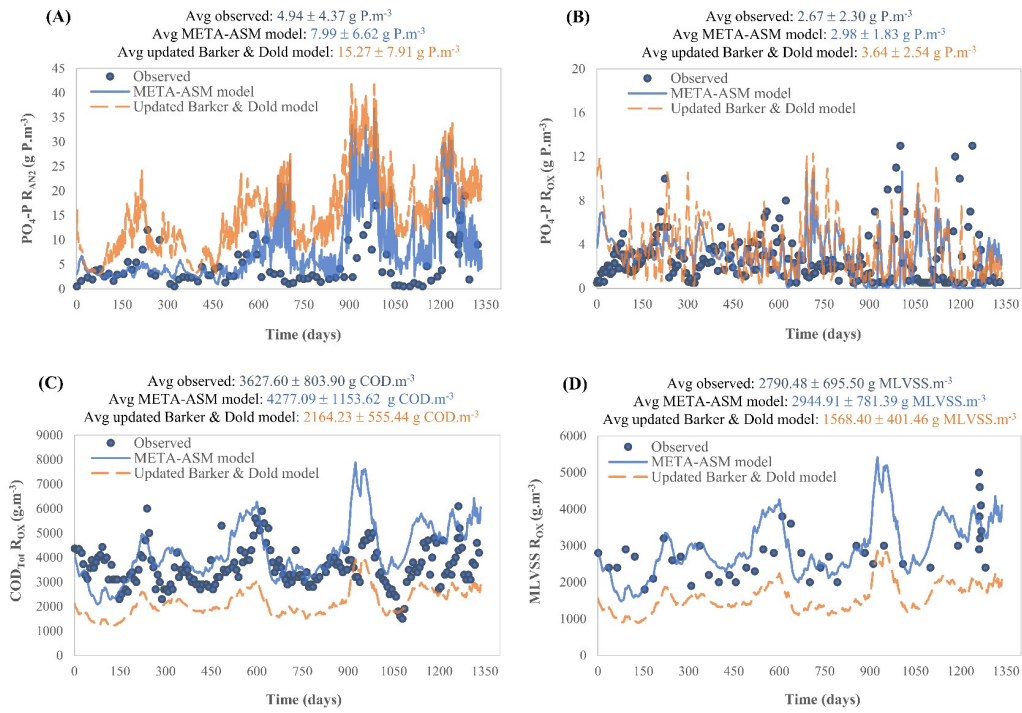 (A)
Avg observed: 4.94 ± 4.37 g P.m-3
Avg META-ASM model: 7.99 ± 6.62 g P.m-3
Avg updated Barker & Dold model: 15.27 ± 7.91 g P.m-3
45
40
35
30
25
20
15
10
5
0
PO4-P RAN2 (g P.m-3)
Observed
META-ASM model
Updated Barker & Dold model
0 150 300 450 600 750 900 1050 1200 1350
Time (days)
(B)
Avg observed: 2.67 ± 2.30 g P.m-3
Avg META-ASM model: 2.98 ± 1.83 g P.m-3
Avg updated Barker & Dold model: 3.64 ± 2.54 g P.m-3
20
16
12
8
4
0
PO4-P ROX (g P.m-3)
Observed
META-ASM model
Updated Barker & Dold model
0 150 300 450 600 750 900 1050 1200 1350
Time (days)
(C)
Avg observed: 3627.60 ± 803.90 g COD.m-3
Avg META-ASM model: 4277.09 ± 1153.62 g COD.m-3
Avg updated Barker & Dold model: 2164.23 ± 555.44 g COD.m-3
9000
8000
7000
6000
5000
4000
3000
2000
1000
0
CODTot ROX (g.m-3)
Observed
META-ASM model
Updated Barker & Dold model
0 150 300 450 600 750 900 1050 1200 1350
Time (days)
(D)
Avg observed: 2790.48 ± 695.50 g MLVSS.m-3
Avg META-ASM model: 2944.91 ± 781.39 g MLVSS.m-3
Avg updated Barker & Dold model: 1568.40 ± 401.46 g MLVSS.m-3
6000
5000
4000
3000
2000
1000
0
MLVSS ROX (g.m-3)
Observed
META-ASM model
Updated Barker & Dold model
0 150 300 450 600 750 900 1050 1200 1350
Time (days)